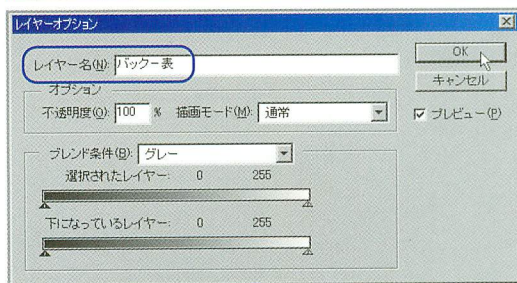 レイヤーオプション
レイヤー名(N): バックー表
OK
オプション
キャンセル
不透明度(O): 100 % 描画モード(M): 通常
プレビュー(P)
ブレンド条件(B): グレー
選択されたレイヤー: 0 255
下になっているレイヤー: 0 255